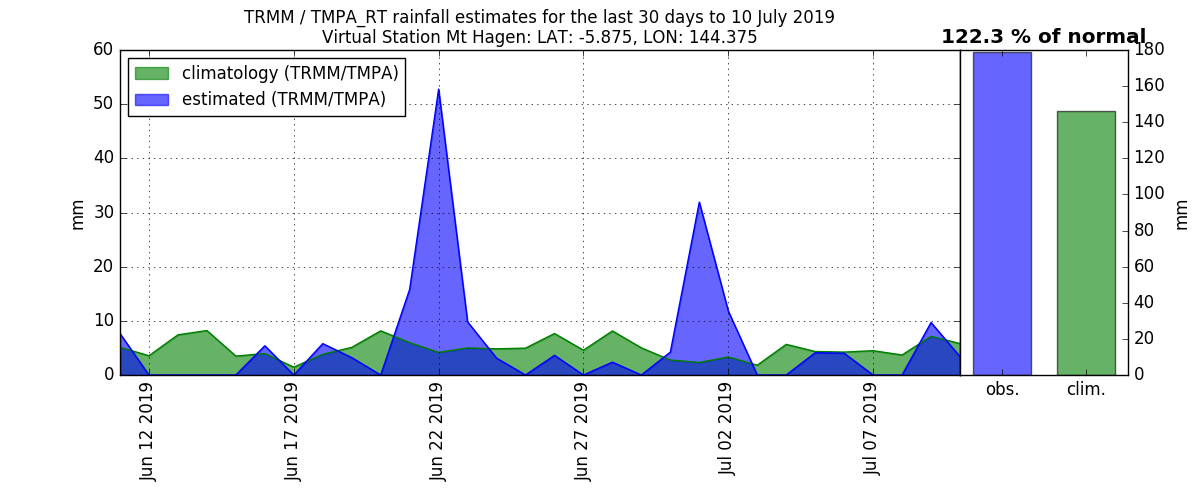 TRMM / TMPA_RT rainfall estimates for the last 30 days to 10 July 2019
Virtual Station Mt Hagen: LAT: -5.875, LON: 144.375
122.3 % of normal
climatology (TRMM/TMPA)
estimated (TRMM/TMPA)
60
50
40
30
20
10
0
mm
Jun 12 2019
Jun 17 2019
Jun 22 2019
Jun 27 2019
Jul 02 2019
Jul 07 2019
obs.
clim.
180
160
140
120
100
80
60
40
20
0
mm